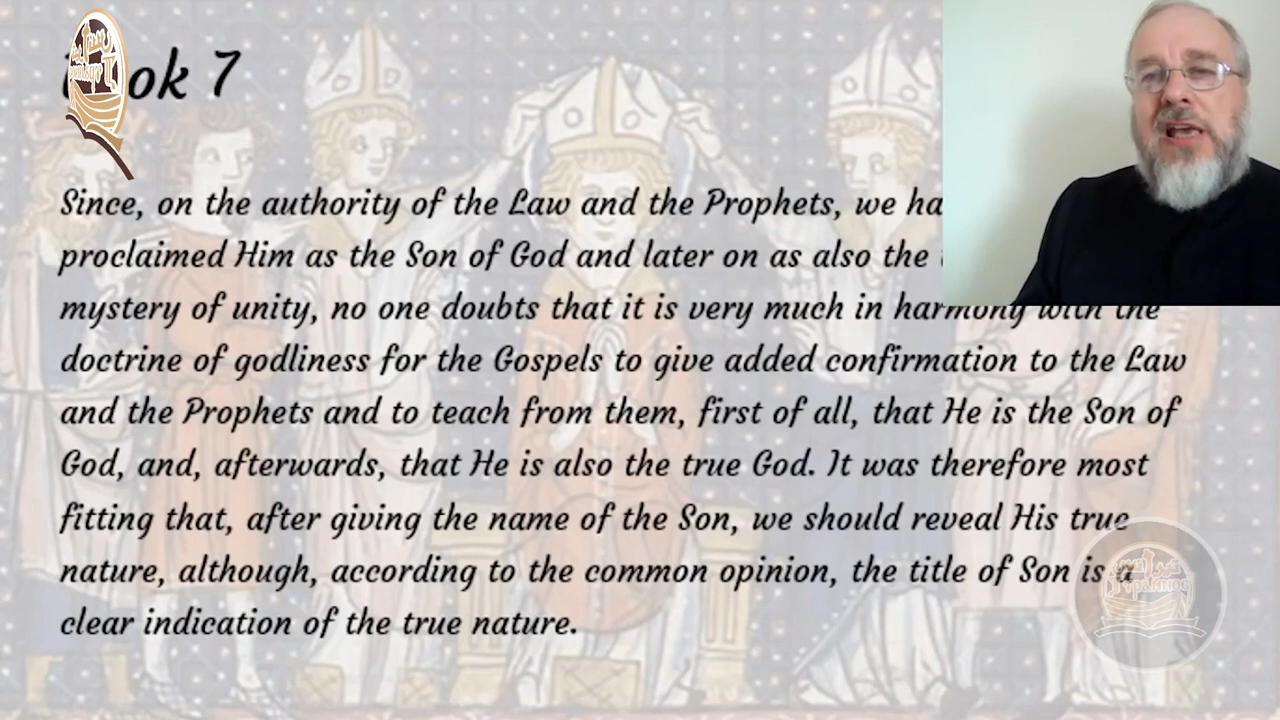 ok 7
Since, on the authority of the Law and the Prophets, we ha
proclaimed Him as the Son of God and later on as also the
mystery of unity, no one doubts that it is very much in harmony with the
doctrine of godliness for the Gospels to give added confirmation to the Law
and the Prophets and to teach from them, first of all, that He is the Son of
God, and, afterwards, that He is also the true God. It was therefore most
fitting that, after giving the name of the Son, we should reveal His true
nature, although, according to the common opinion, the title of Son is a
clear indication of the true nature.